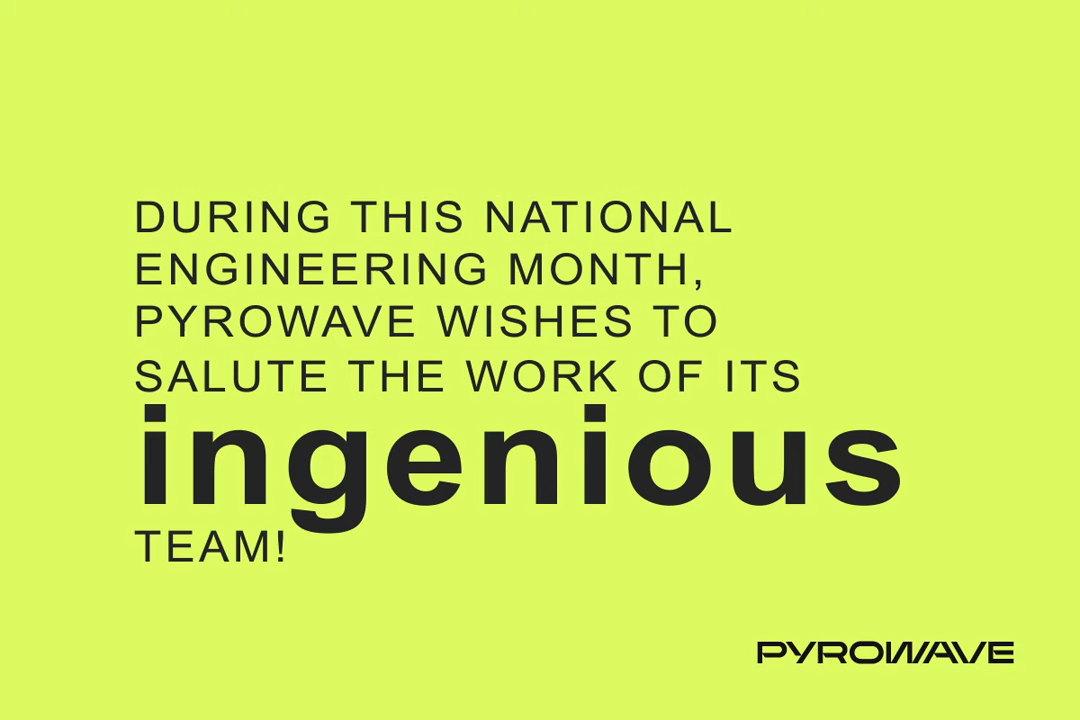 DURING THIS NATIONAL
ENGINEERING MONTH,
PYROWAVE WISHES TO
SALUTE THE WORK OF ITS
ingenious
TEAM!
PYROWAVE